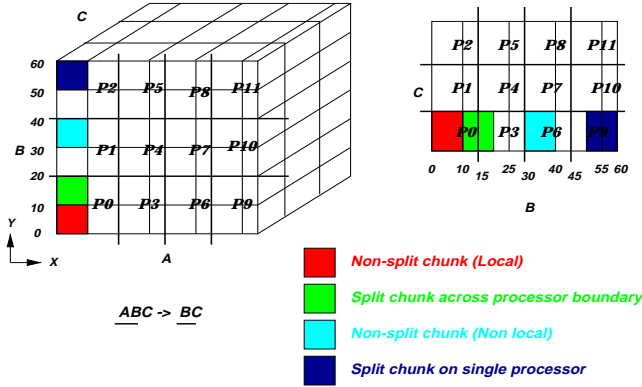 C
60
50
40
B 30
20
10
0
P2 P5 P8 P11
P1 P4 P7 P10
P0 P3 P6 P9
A
Y
X
ABC -> BC
P2 P5 P8 P11
C P1 P4 P7 P10
P0 P3 P6 P9
0 10 15 25 30 40 45 55 60
B
Non-split chunk (Local)
Split chunk across processor boundary
Non-split chunk (Non local)
Split chunk on single processor